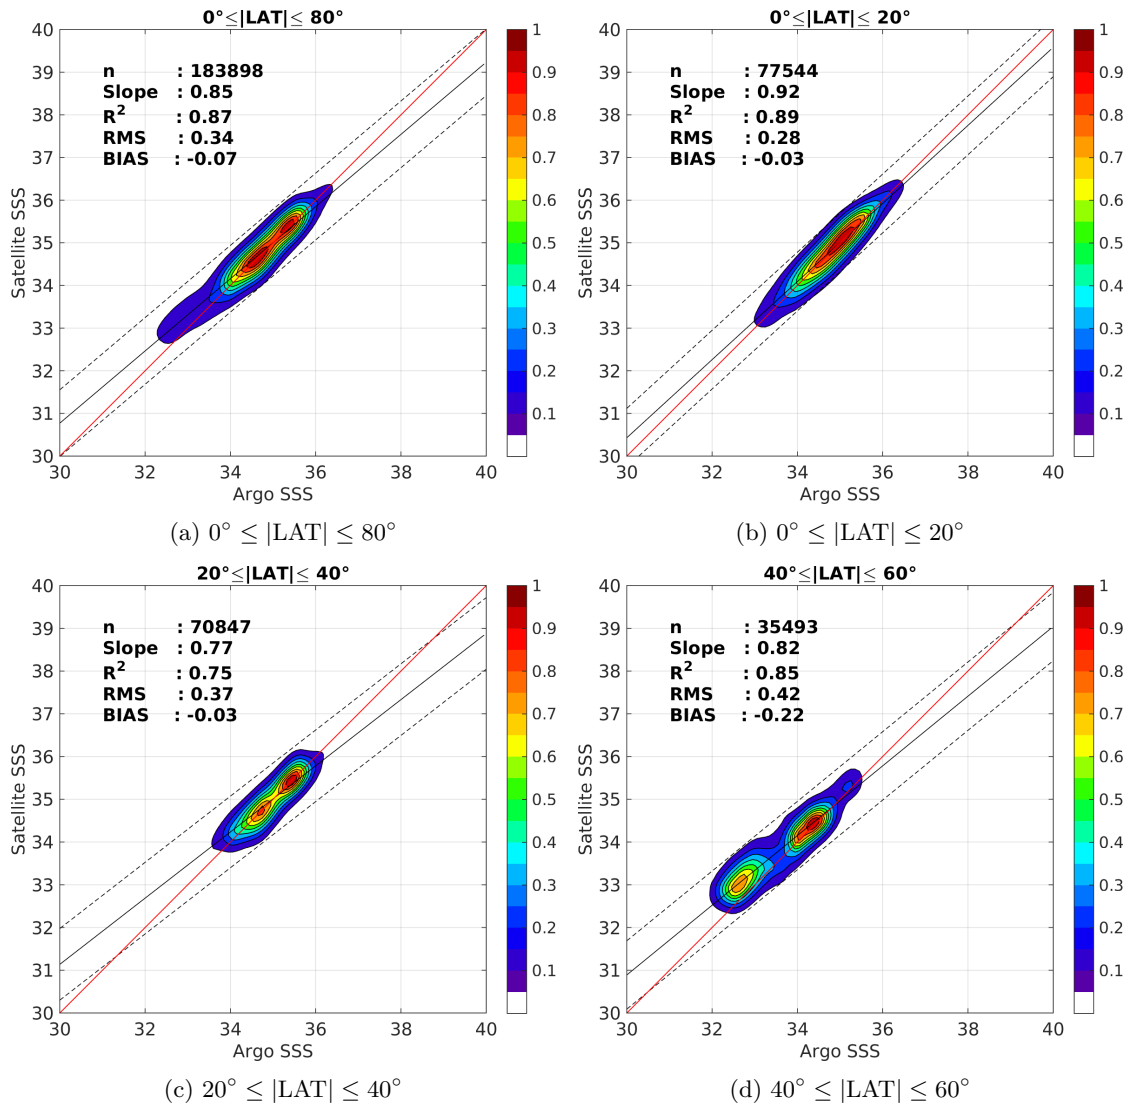 0°≤|LAT|≤ 80°
n : 183898
Slope : 0.85
R² : 0.87
RMS : 0.34
BIAS : -0.07
40
39
38
37
36
35
34
33
32
31
30
30 32 34 36 38 40
Satellite SSS
Argo SSS
1
0.9
0.8
0.7
0.6
0.5
0.4
0.3
0.2
0.1
(a) 0° ≤ |LAT| ≤ 80°
0°≤|LAT|≤ 20°
n : 77544
Slope : 0.92
R² : 0.89
RMS : 0.28
BIAS : -0.03
40
39
38
37
36
35
34
33
32
31
30
30 32 34 36 38 40
Satellite SSS
Argo SSS
1
0.9
0.8
0.7
0.6
0.5
0.4
0.3
0.2
0.1
(b) 0° ≤ |LAT| ≤ 20°
20°≤|LAT|≤ 40°
n : 70847
Slope : 0.77
R² : 0.75
RMS : 0.37
BIAS : -0.03
40
39
38
37
36
35
34
33
32
31
30
30 32 34 36 38 40
Satellite SSS
Argo SSS
1
0.9
0.8
0.7
0.6
0.5
0.4
0.3
0.2
0.1
(c) 20° ≤ |LAT| ≤ 40°
40°≤|LAT|≤ 60°
n : 35493
Slope : 0.82
R² : 0.85
RMS : 0.42
BIAS : -0.22
40
39
38
37
36
35
34
33
32
31
30
30 32 34 36 38 40
Satellite SSS
Argo SSS
1
0.9
0.8
0.7
0.6
0.5
0.4
0.3
0.2
0.1
(d) 40° ≤ |LAT| ≤ 60°